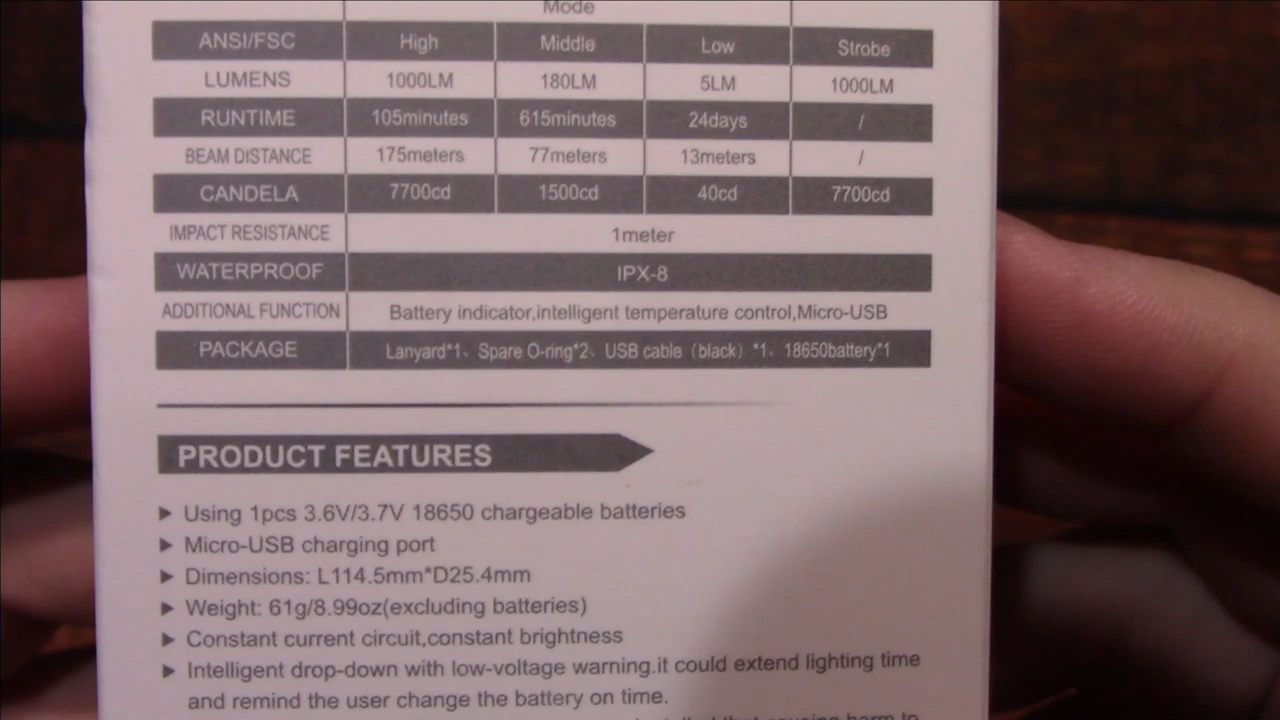 Mode
ANSI/FSC High Middle Low Strobe
LUMENS 1000LM 180LM 5LM 1000LM
RUNTIME 105minutes 615minutes 24days /
BEAM DISTANCE 175meters 77meters 13meters /
CANDELA 7700cd 1500cd 40cd 7700cd
IMPACT RESISTANCE 1meter
WATERPROOF IPX-8
ADDITIONAL FUNCTION Battery indicator,intelligent temperature control,Micro-USB
PACKAGE Lanyard*1、Spare O-ring*2、USB cable（black）*1、18650battery*1
PRODUCT FEATURES
▶ Using 1pcs 3.6V/3.7V 18650 chargeable batteries
▶ Micro-USB charging port
▶ Dimensions: L114.5mm*D25.4mm
▶ Weight: 61g/8.99oz(excluding batteries)
▶ Constant current circuit,constant brightness
▶ Intelligent drop-down with low-voltage warning.it could extend lighting time
and remind the user change the battery on time.
that causing harm to